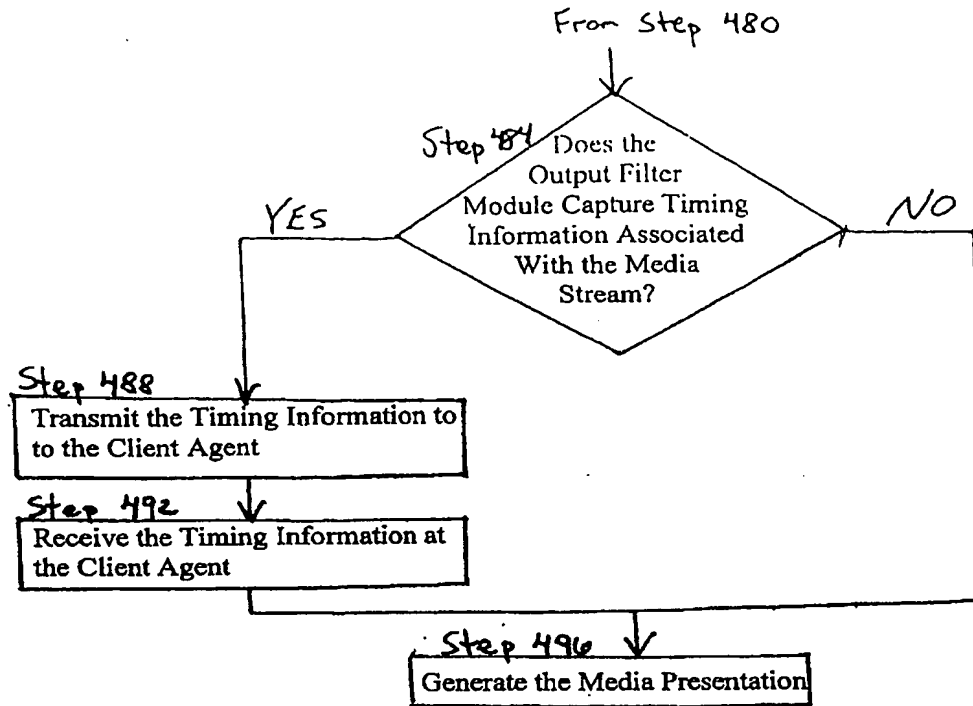 From Step 480
Step 484
Does the
Output Filter
Module Capture Timing
Information Associated
With the Media
Stream?
YES
NO
Step 488
Transmit the Timing Information to
to the Client Agent
Step 492
Receive the Timing Information at
the Client Agent
Step 496
Generate the Media Presentation